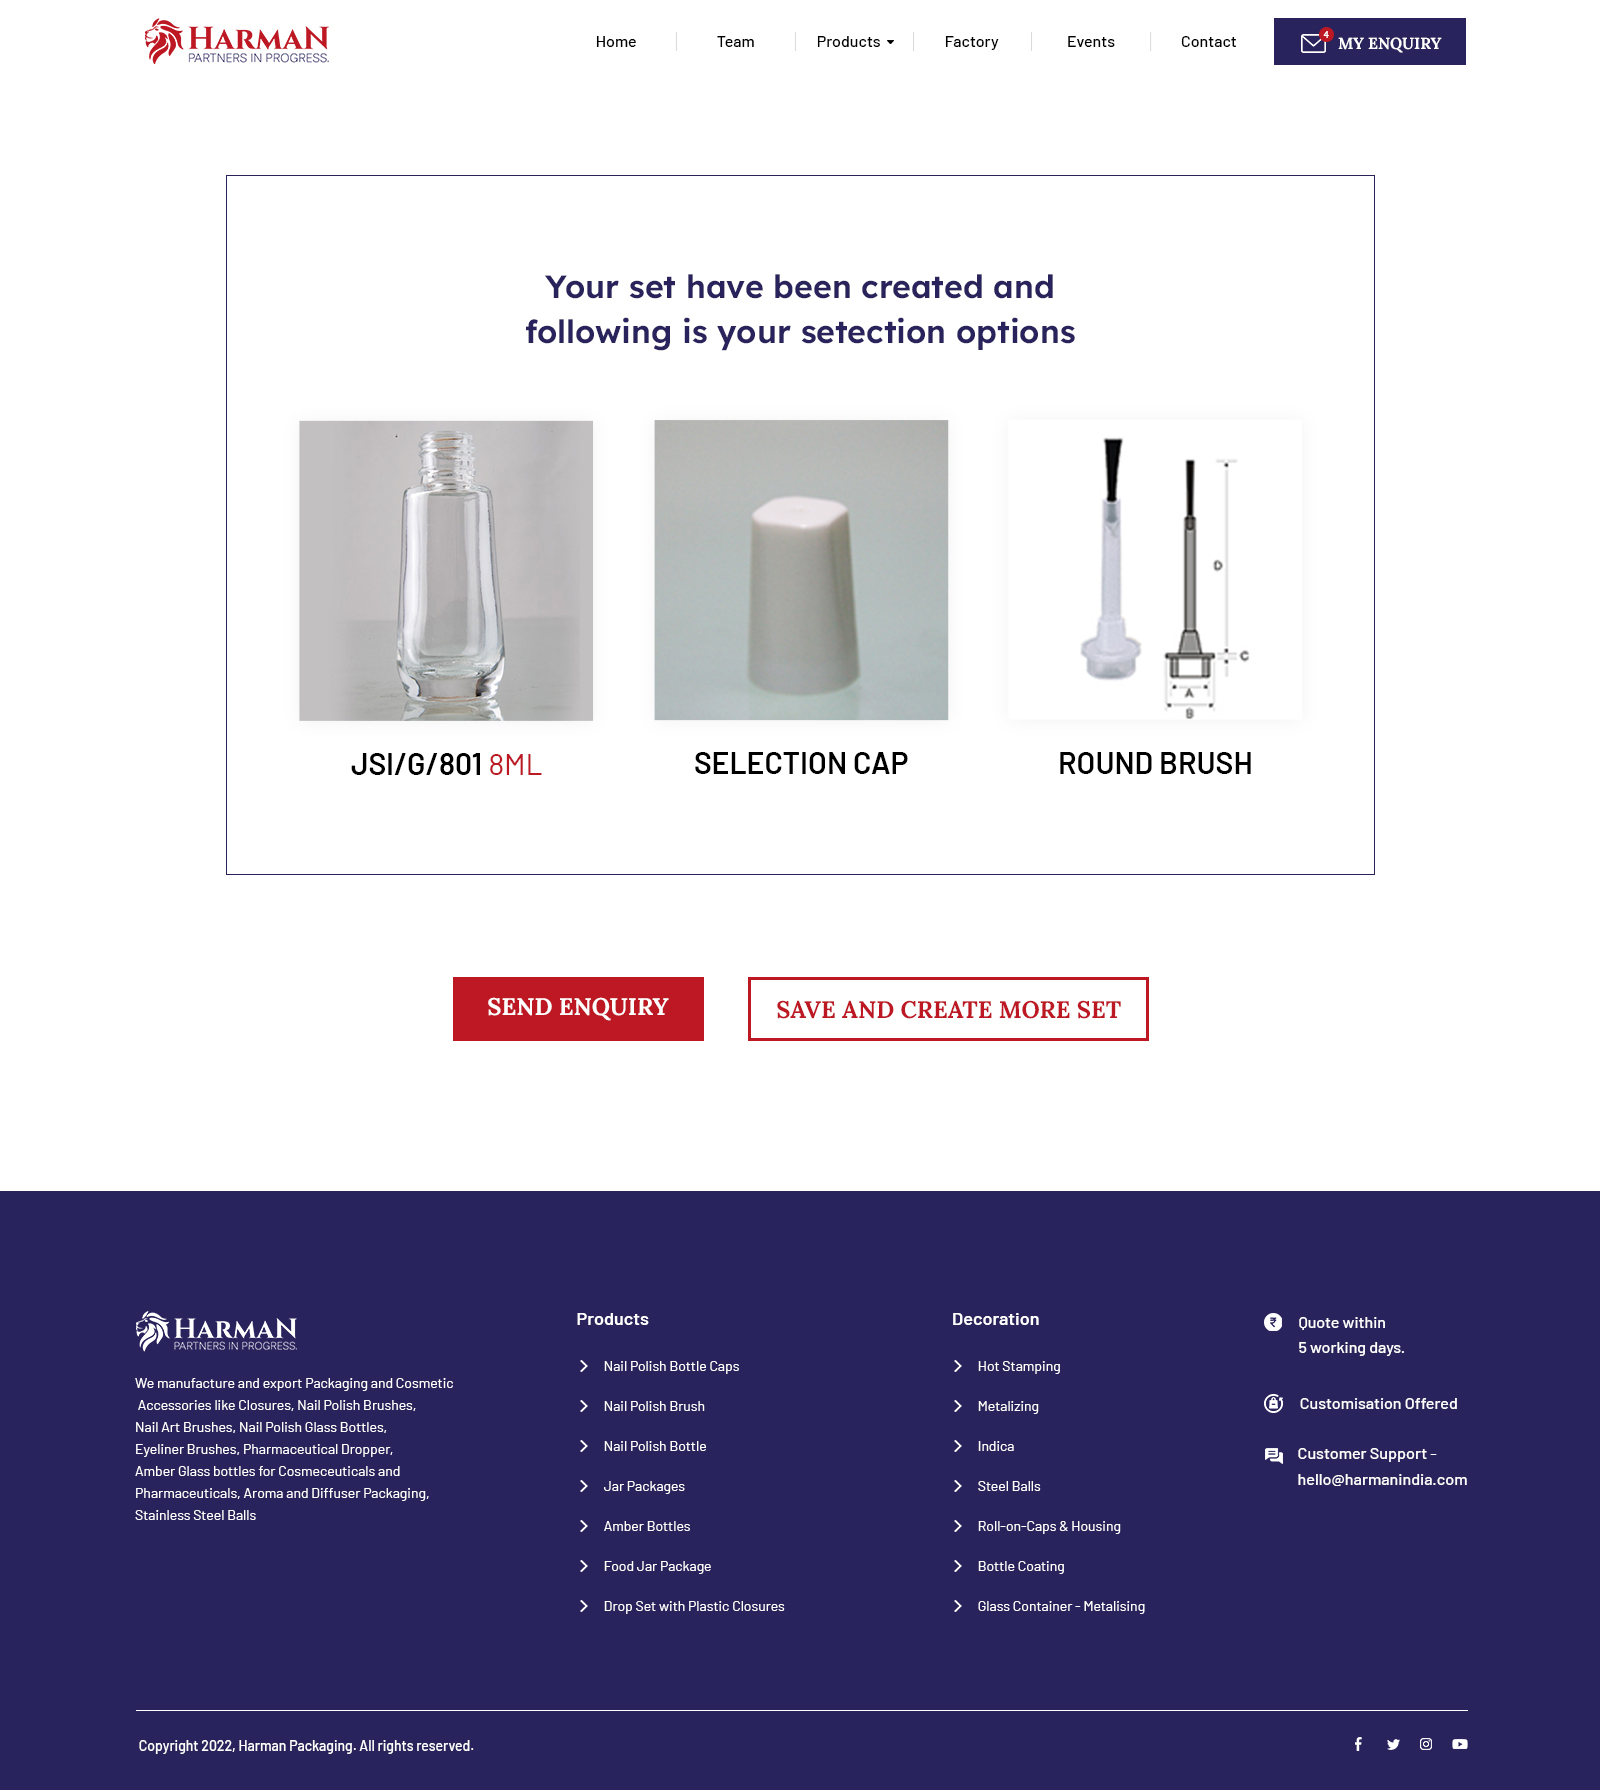 HARMAN
PARTNERS IN PROGRESS.
Home
Team
Products
Factory
Events
Contact
4
MY ENQUIRY
Your set have been created and
following is your setection options
D
C
A
B
JSI/G/801 8ML
SELECTION CAP
ROUND BRUSH
SEND ENQUIRY
SAVE AND CREATE MORE SET
HARMAN
PARTNERS IN PROGRESS.
We manufacture and export Packaging and Cosmetic
Accessories like Closures, Nail Polish Brushes,
Nail Art Brushes, Nail Polish Glass Bottles,
Eyeliner Brushes, Pharmaceutical Dropper,
Amber Glass bottles for Cosmeceuticals and
Pharmaceuticals, Aroma and Diffuser Packaging,
Stainless Steel Balls
Products
Nail Polish Bottle Caps
Nail Polish Brush
Nail Polish Bottle
Jar Packages
Amber Bottles
Food Jar Package
Drop Set with Plastic Closures
Decoration
Hot Stamping
Metalizing
Indica
Steel Balls
Roll-on-Caps & Housing
Bottle Coating
Glass Container - Metalising
₹
Quote within
5 working days.
Customisation Offered
Customer Support –
hello@harmanindia.com
Copyright 2022, Harman Packaging. All rights reserved.